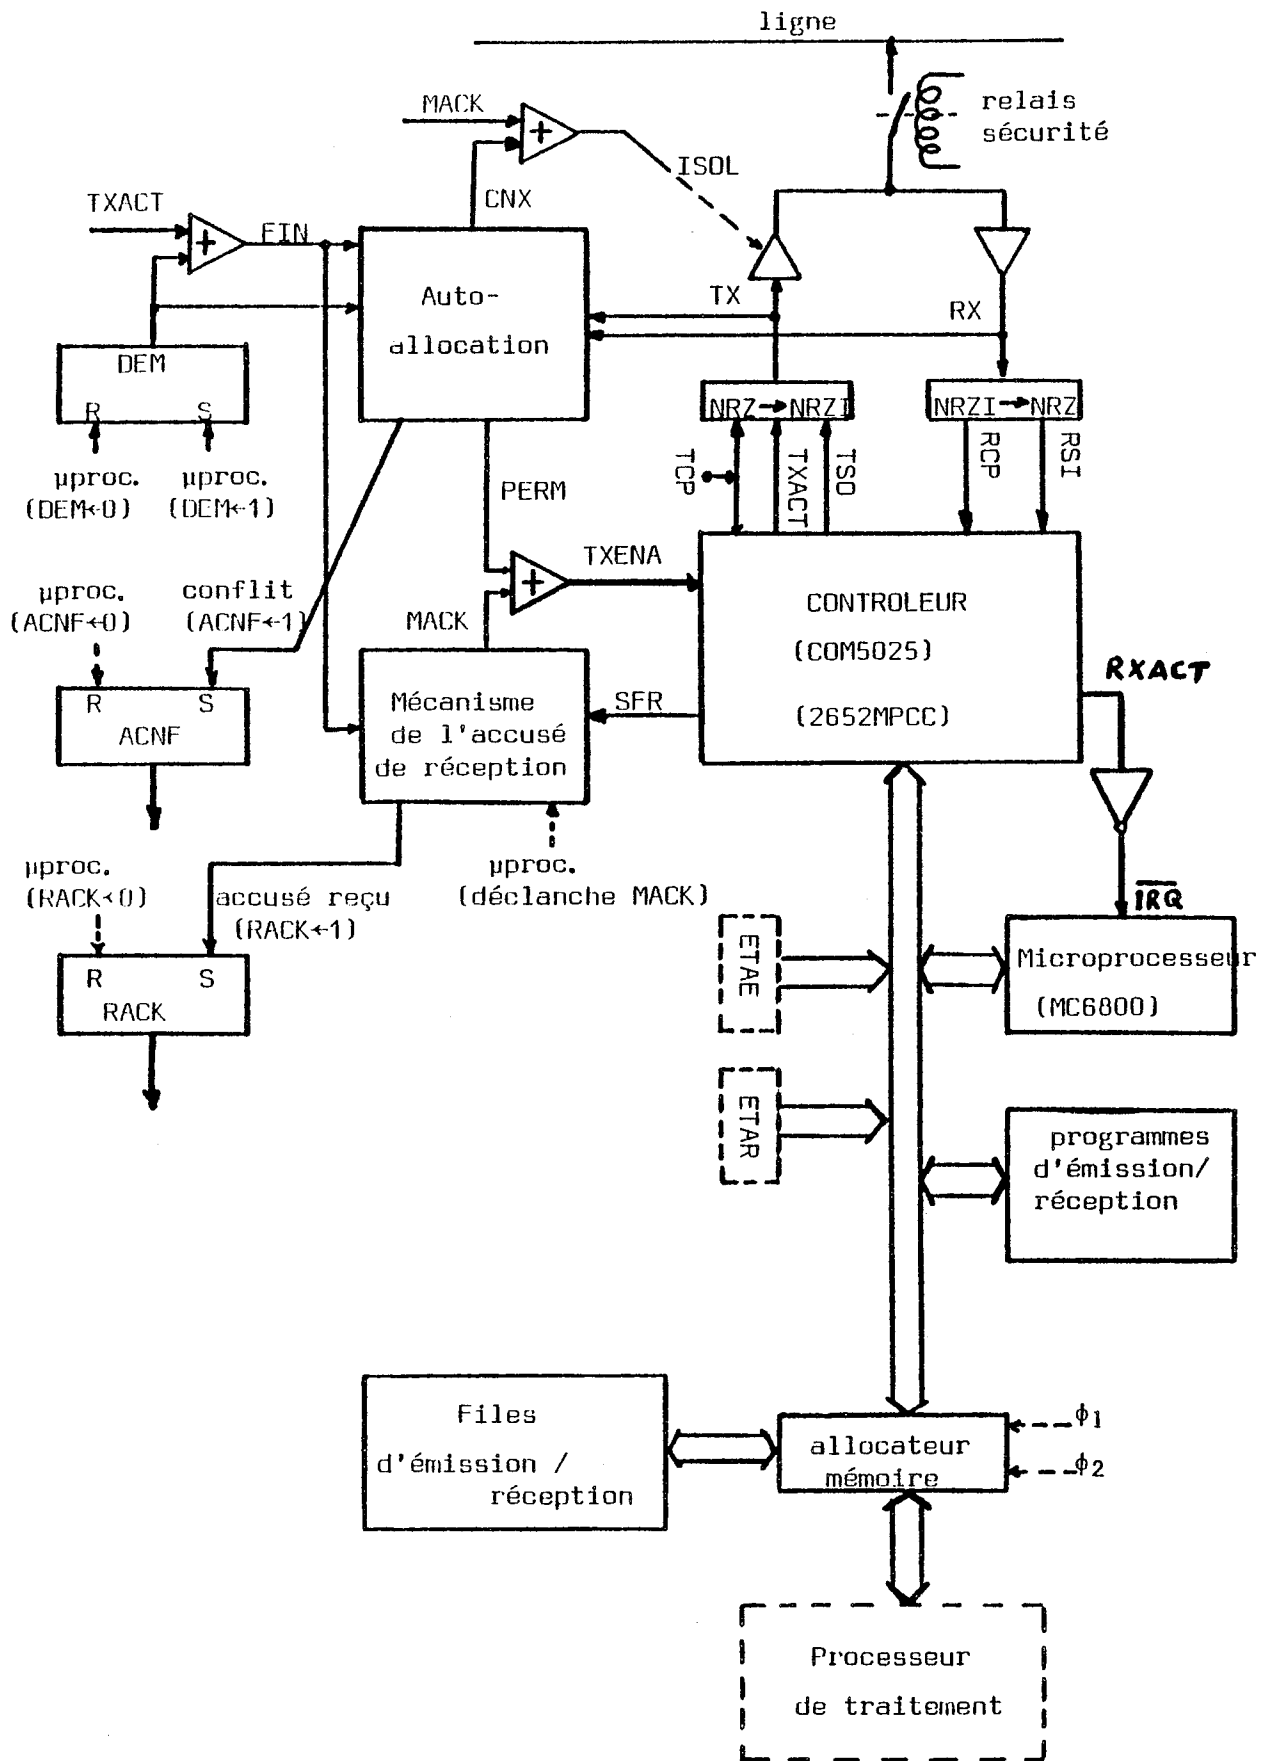 ligne
MACK
relais
sécurité
ISOL
TXACT
CNX
FIN
Auto-
allocation
TX
RX
DEM
R S
NRZ→NRZI
NRZI→NRZ
TCP
TXACT
TSO
RCP
RSI
µproc.
(DEM←0)
µproc.
(DEM←1)
PERM
TXENA
µproc.
(ACNF←0)
conflit
(ACNF←1)
MACK
CONTROLEUR
(COM5025)
(2652MPCC)
RXACT
R S
ACNF
Mécanisme
de l'accusé
de réception
SFR
µproc.
(RACK←0)
accusé reçu
(RACK←1)
µproc.
(déclanche MACK)
IRQ
R S
RACK
ETAE
Microprocesseur
(MC6800)
ETAR
programmes
d'émission/
réception
Files
d'émission /
réception
allocateur
mémoire
ϕ1
ϕ2
Processeur
de traitement